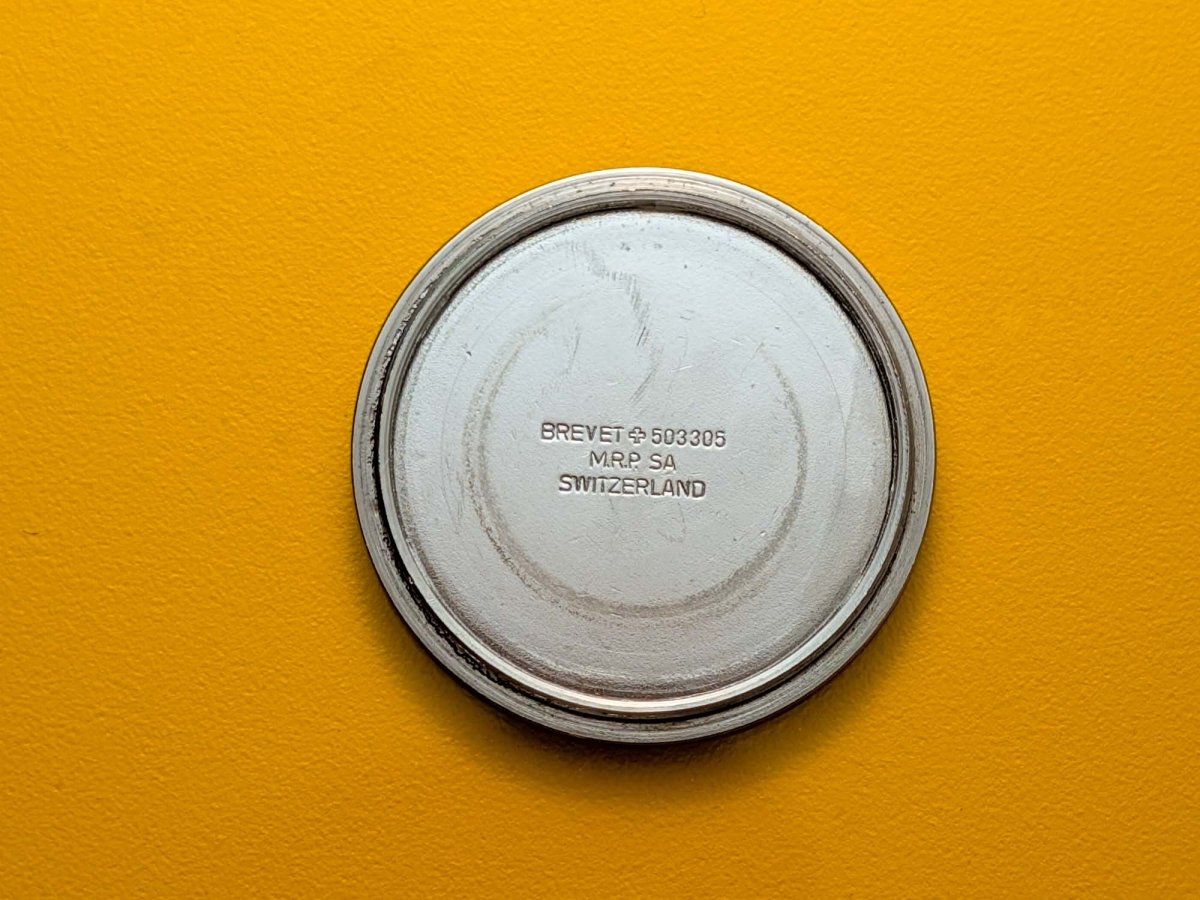 BREVET ✚ 503305
M.R.P. SA
SWITZERLAND